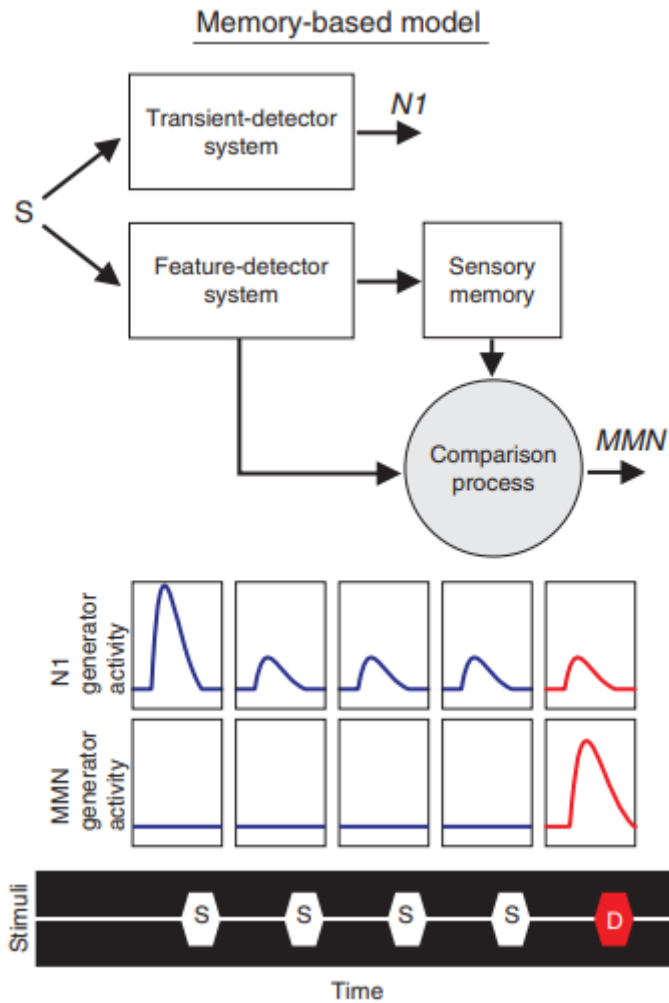 Memory-based model
Transient-detector
system
N1
S
Feature-detector
system
Sensory
memory
Comparison
process
MMN
N1
generator
activity
MMN
generator
activity
Stimuli
S
S
S
S
D
Time